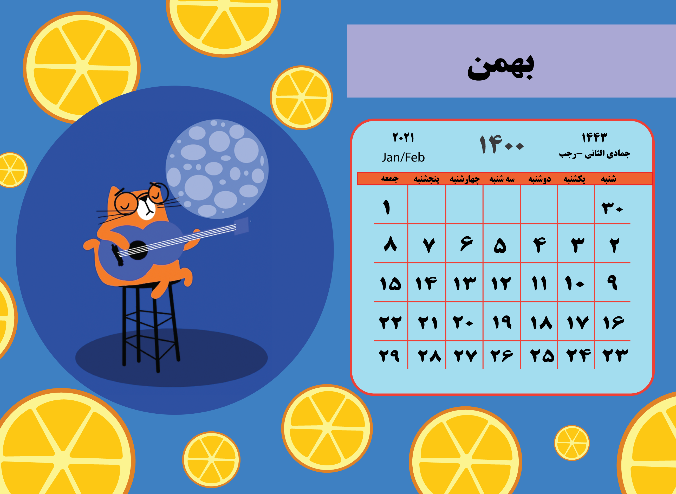 بهمن
۱۴۴۳ ۱۴۰۰ ۲۰۲۱
جمادی الثانی - رجب Jan/Feb
شنبه یکشنبه دوشنبه سه شنبه چهارشنبه پنجشنبه جمعه
۳۰ ۱
۲ ۳ ۴ ۵ ۶ ۷ ۸
۹ ۱۰ ۱۱ ۱۲ ۱۳ ۱۴ ۱۵
۱۶ ۱۷ ۱۸ ۱۹ ۲۰ ۲۱ ۲۲
۲۳ ۲۴ ۲۵ ۲۶ ۲۷ ۲۸ ۲۹